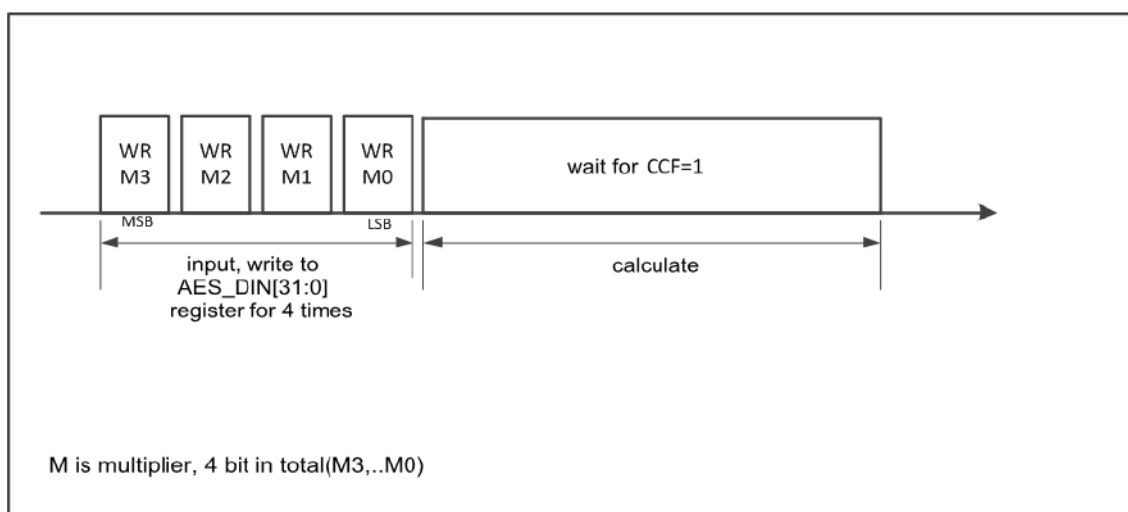 WR
M3
WR
M2
WR
M1
WR
M0
wait for CCF=1
MSB
LSB
input, write to
AES_DIN[31:0]
register for 4 times
calculate
M is multiplier, 4 bit in total(M3,..M0)